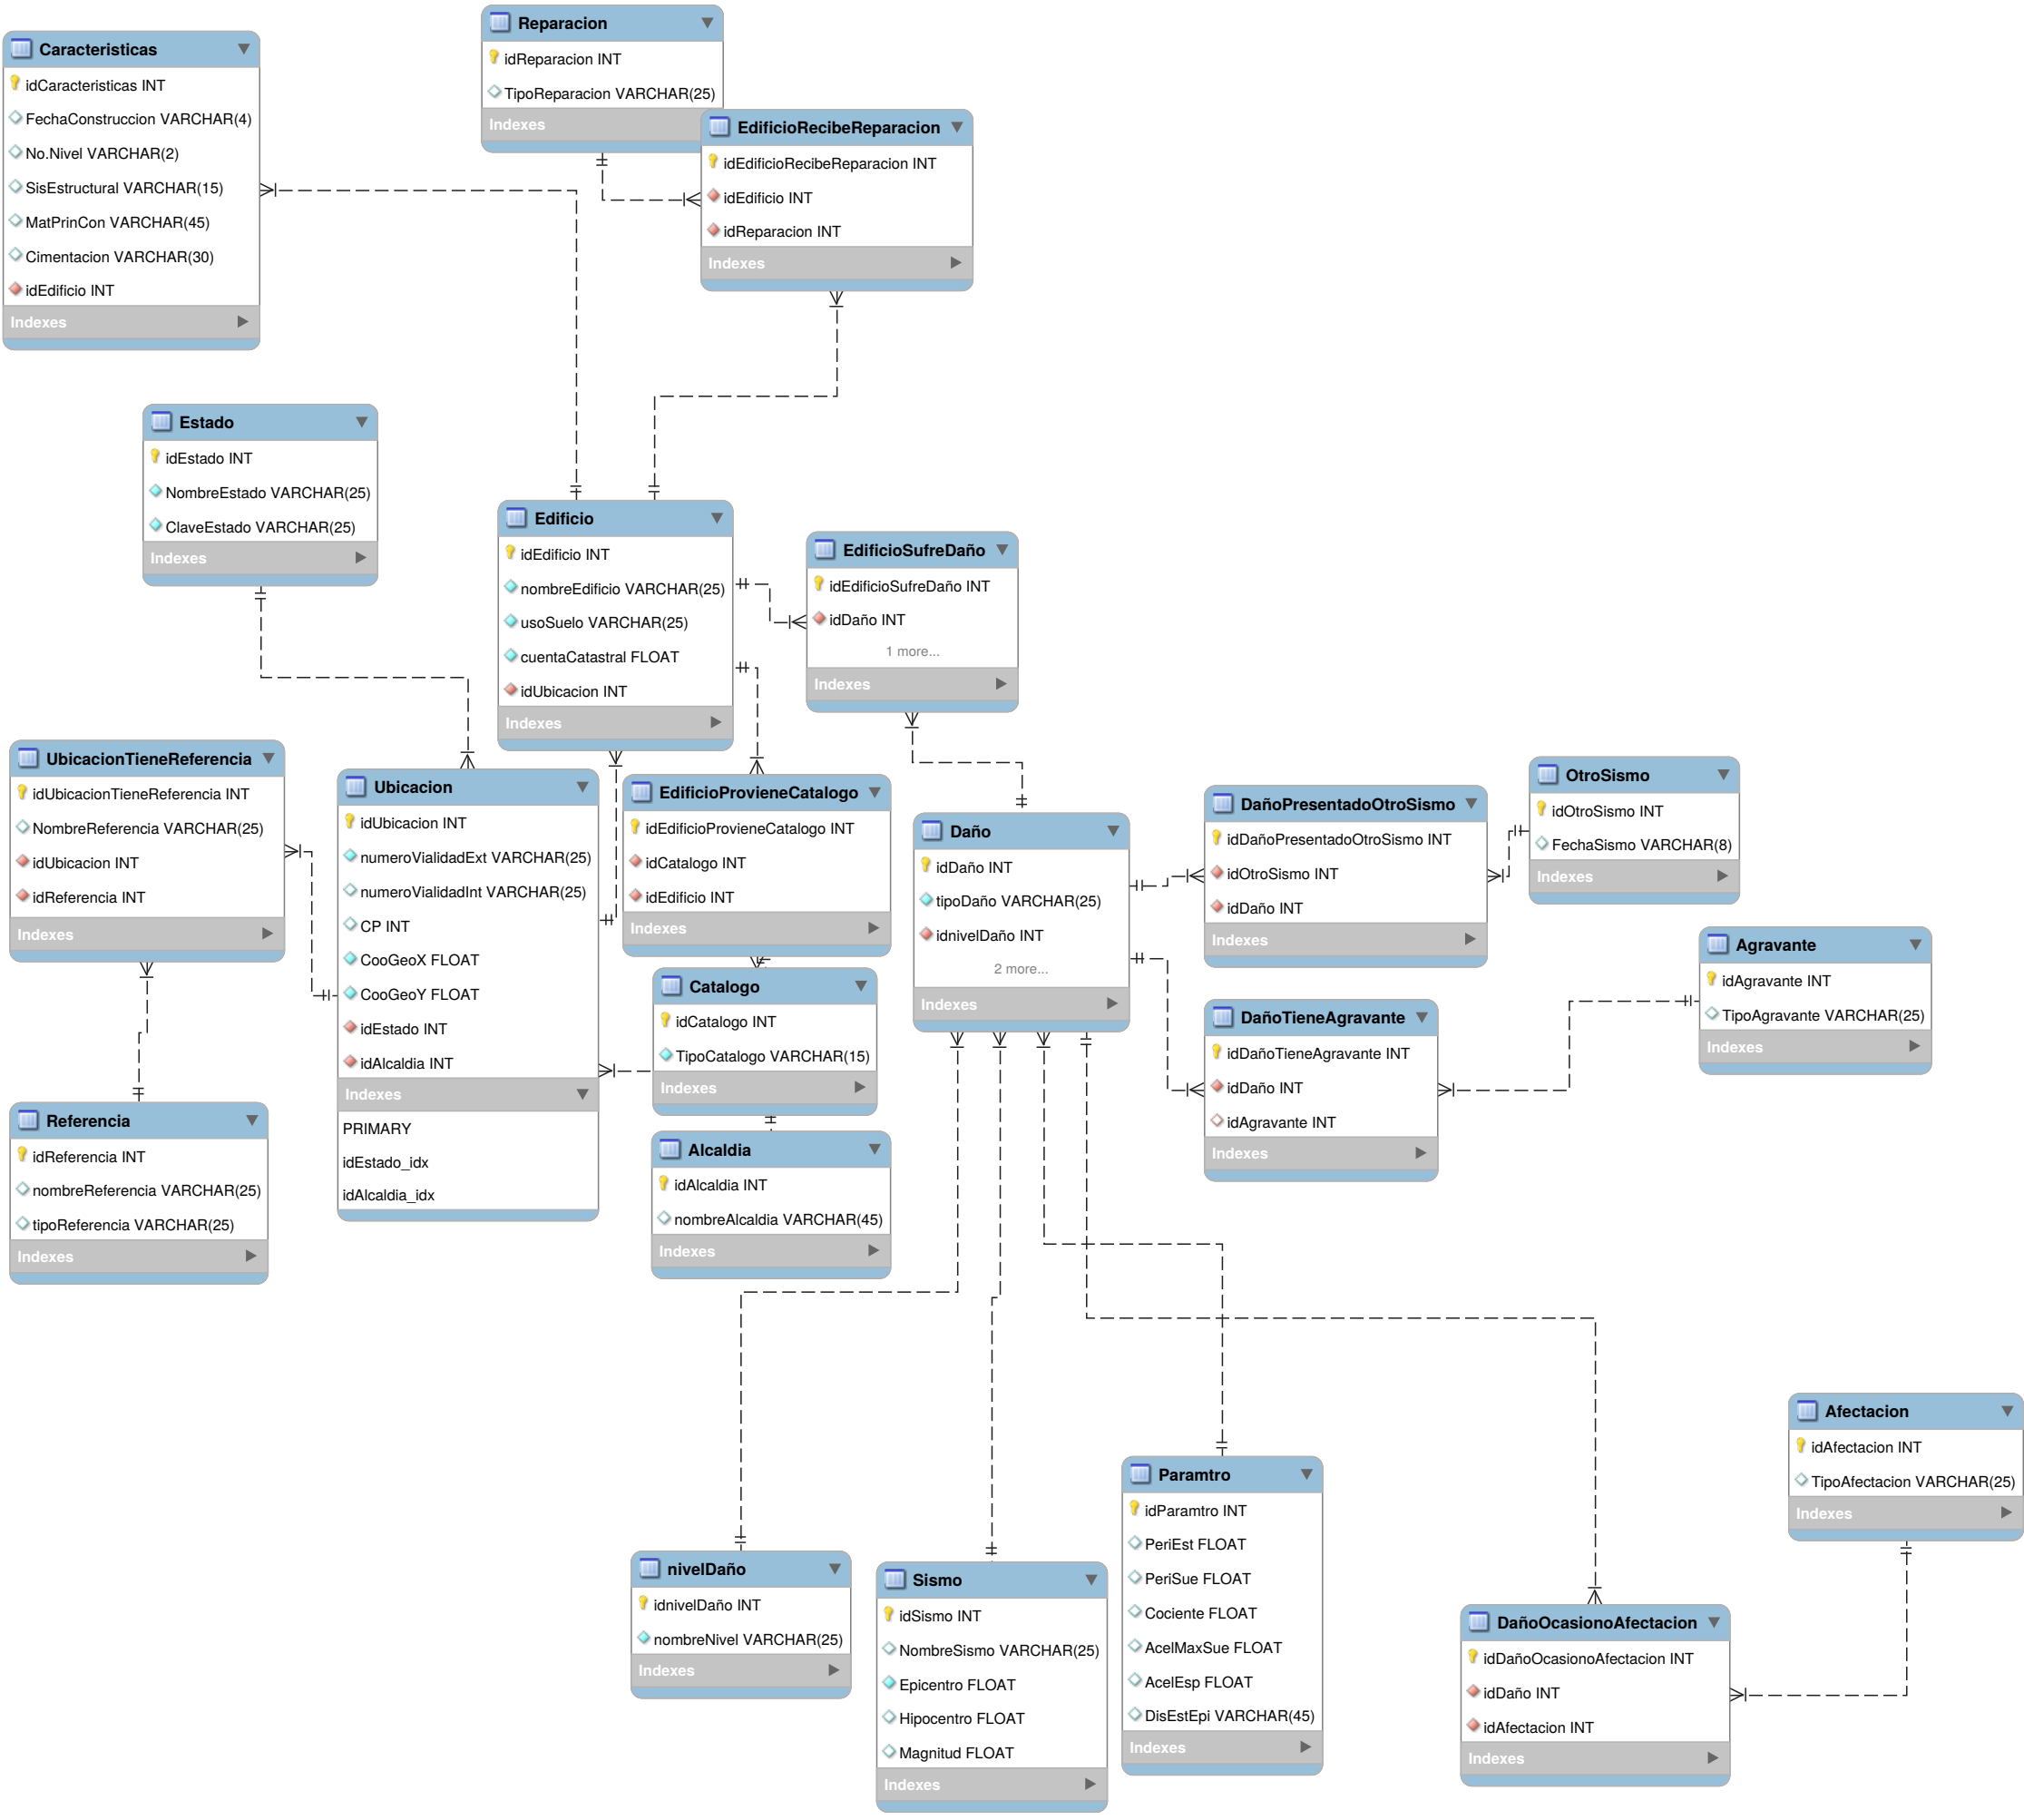 Reparacion
idReparacion INT
TipoReparacion VARCHAR(25)
Indexes
Caracteristicas
idCaracteristicas INT
FechaConstruccion VARCHAR(4)
No.Nivel VARCHAR(2)
SisEstructural VARCHAR(15)
MatPrinCon VARCHAR(45)
Cimentacion VARCHAR(30)
idEdificio INT
Indexes
EdificioRecibeReparacion
idEdificioRecibeReparacion INT
idEdificio INT
idReparacion INT
Indexes
Estado
idEstado INT
NombreEstado VARCHAR(25)
ClaveEstado VARCHAR(25)
Indexes
Edificio
idEdificio INT
nombreEdificio VARCHAR(25)
usoSuelo VARCHAR(25)
cuentaCatastral FLOAT
idUbicacion INT
Indexes
EdificioSufreDaño
idEdificioSufreDaño INT
idDaño INT
1 more...
Indexes
UbicacionTieneReferencia
idUbicacionTieneReferencia INT
NombreReferencia VARCHAR(25)
idUbicacion INT
idReferencia INT
Indexes
Ubicacion
idUbicacion INT
numeroVialidadExt VARCHAR(25)
numeroVialidadInt VARCHAR(25)
CP INT
CooGeoX FLOAT
CooGeoY FLOAT
idEstado INT
idAlcaldia INT
Indexes
PRIMARY
idEstado_idx
idAlcaldia_idx
EdificioProvieneCatalogo
idEdificioProvieneCatalogo INT
idCatalogo INT
idEdificio INT
Indexes
Daño
idDaño INT
tipoDaño VARCHAR(25)
idnivelDaño INT
2 more...
Indexes
DañoPresentadoOtroSismo
idDañoPresentadoOtroSismo INT
idOtroSismo INT
idDaño INT
Indexes
OtroSismo
idOtroSismo INT
FechaSismo VARCHAR(8)
Indexes
Agravante
idAgravante INT
TipoAgravante VARCHAR(25)
Indexes
Catalogo
idCatalogo INT
TipoCatalogo VARCHAR(15)
Indexes
DañoTieneAgravante
idDañoTieneAgravante INT
idDaño INT
idAgravante INT
Indexes
Referencia
idReferencia INT
nombreReferencia VARCHAR(25)
tipoReferencia VARCHAR(25)
Indexes
Alcaldia
idAlcaldia INT
nombreAlcaldia VARCHAR(45)
Indexes
Afectacion
idAfectacion INT
TipoAfectacion VARCHAR(25)
Indexes
Paramtro
idParamtro INT
PeriEst FLOAT
PeriSue FLOAT
Cociente FLOAT
AcelMaxSue FLOAT
AcelEsp FLOAT
DisEstEpi VARCHAR(45)
Indexes
nivelDaño
idnivelDaño INT
nombreNivel VARCHAR(25)
Indexes
Sismo
idSismo INT
NombreSismo VARCHAR(25)
Epicentro FLOAT
Hipocentro FLOAT
Magnitud FLOAT
Indexes
DañoOcasionoAfectacion
idDañoOcasionoAfectacion INT
idDaño INT
idAfectacion INT
Indexes